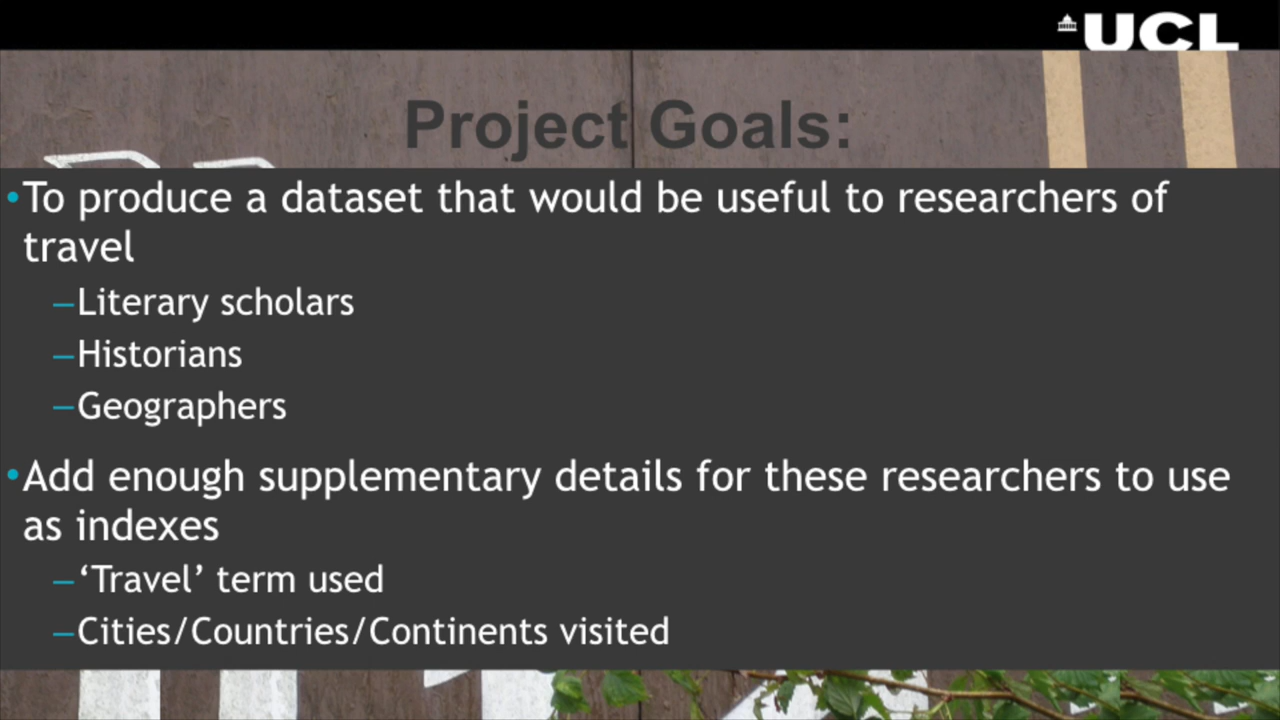 UCL
Project Goals:
•To produce a dataset that would be useful to researchers of
travel
–Literary scholars
–Historians
–Geographers
•Add enough supplementary details for these researchers to use
as indexes
–‘Travel’ term used
–Cities/Countries/Continents visited